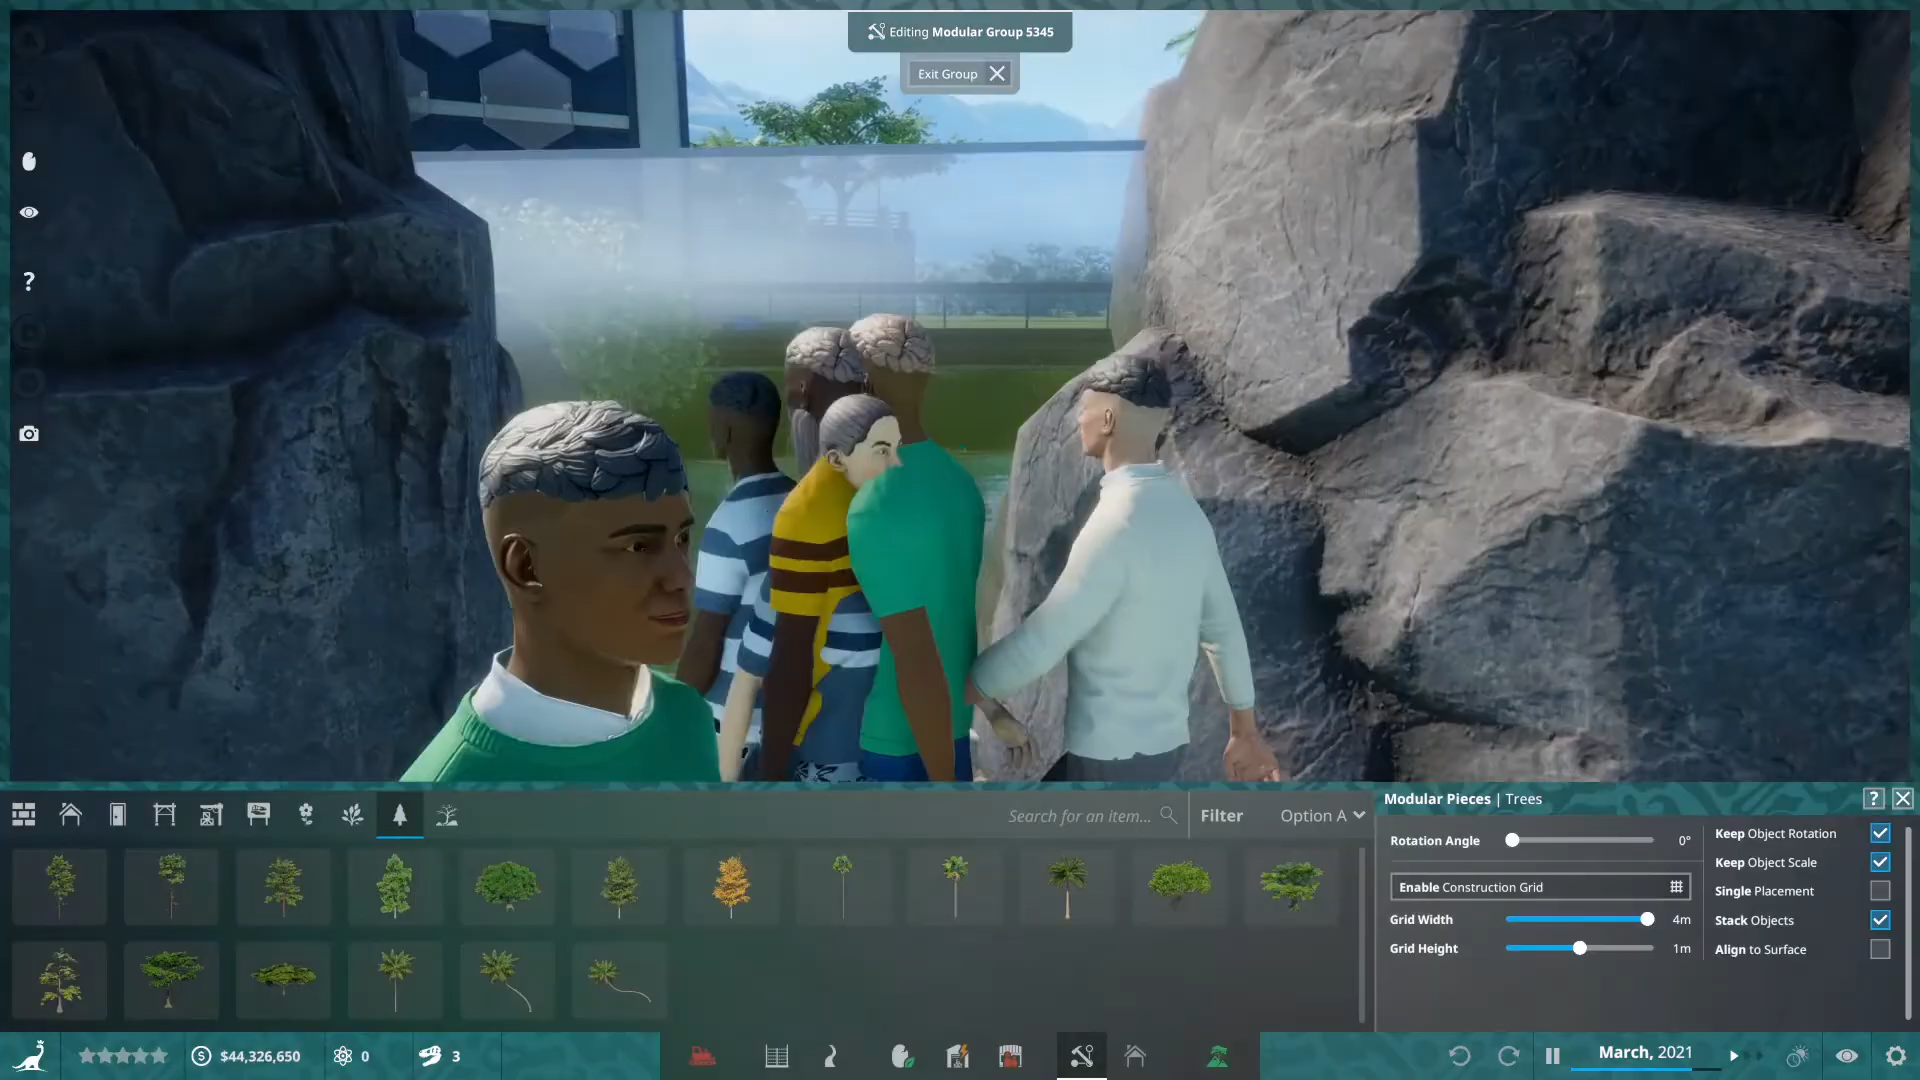 Editing Modular Group 5345
Exit Group
?
Search for an item...
Filter
Option A
Modular Pieces | Trees
?
Rotation Angle
0°
Keep Object Rotation
Keep Object Scale
Enable Construction Grid
Single Placement
Grid Width
4m
Stack Objects
Grid Height
1m
Align to Surface
$44,326,650
0
3
March, 2021